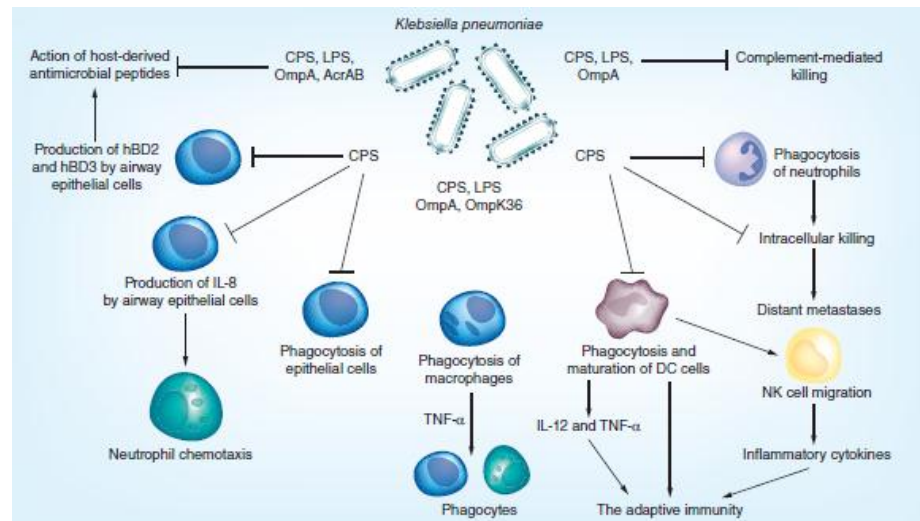 Klebsiella pneumoniae
Action of host-derived
antimicrobial peptides
CPS, LPS,
OmpA, AcrAB
CPS, LPS,
OmpA
Complement-mediated
killing
Production of hBD2
and hBD3 by airway
epithelial cells
CPS
CPS, LPS
OmpA, OmpK36
CPS
Phagocytosis
of neutrophils
Intracellular killing
Production of IL-8
by airway epithelial cells
Distant metastases
Phagocytosis of
epithelial cells
Phagocytosis of
macrophages
Phagocytosis and
maturation of DC cells
NK cell migration
TNF-α
IL-12 and TNF-α
Neutrophil chemotaxis
Inflammatory cytokines
Phagocytes
The adaptive immunity